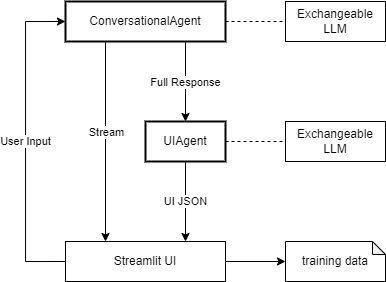 ConversationalAgent
Exchangeable
LLM
Full Response
Stream
User Input
UIAgent
Exchangeable
LLM
UI JSON
Streamlit UI
training data